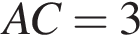 AC = 3